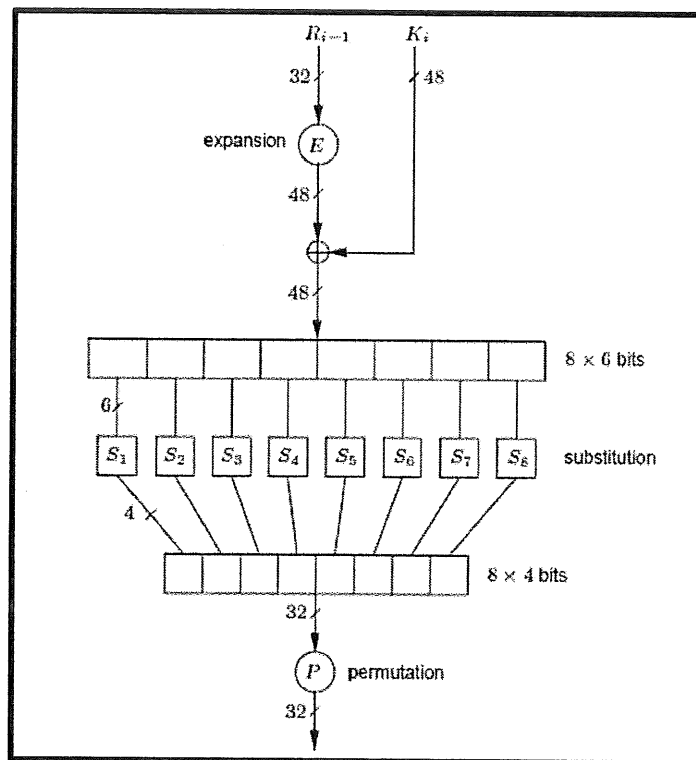 R_{i-1} K_i
32 48
expansion E
48
48
8 × 6 bits
6
S_1 S_2 S_3 S_4 S_5 S_6 S_7 S_8 substitution
4
8 × 4 bits
32
P permutation
32